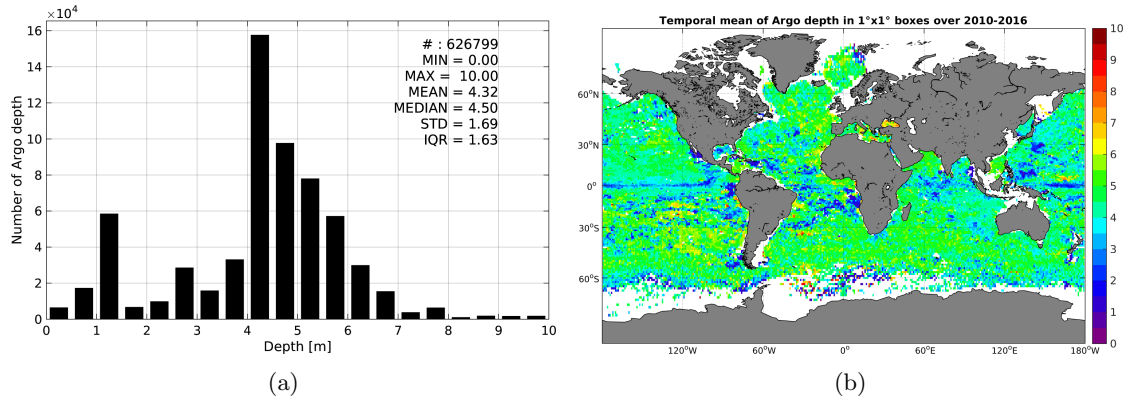 ×10⁴
16
14
12
10
8
6
4
2
0
Number of Argo depth
# : 626799
MIN = 0.00
MAX = 10.00
MEAN = 4.32
MEDIAN = 4.50
STD = 1.69
IQR = 1.63
0 1 2 3 4 5 6 7 8 9 10
Depth [m]
(a)
Temporal mean of Argo depth in 1°x1° boxes over 2010-2016
60°N
30°N
0°
30°S
60°S
120°W 60°W 0° 60°E 120°E 180°W
10
9
8
7
6
5
4
3
2
1
0
(b)